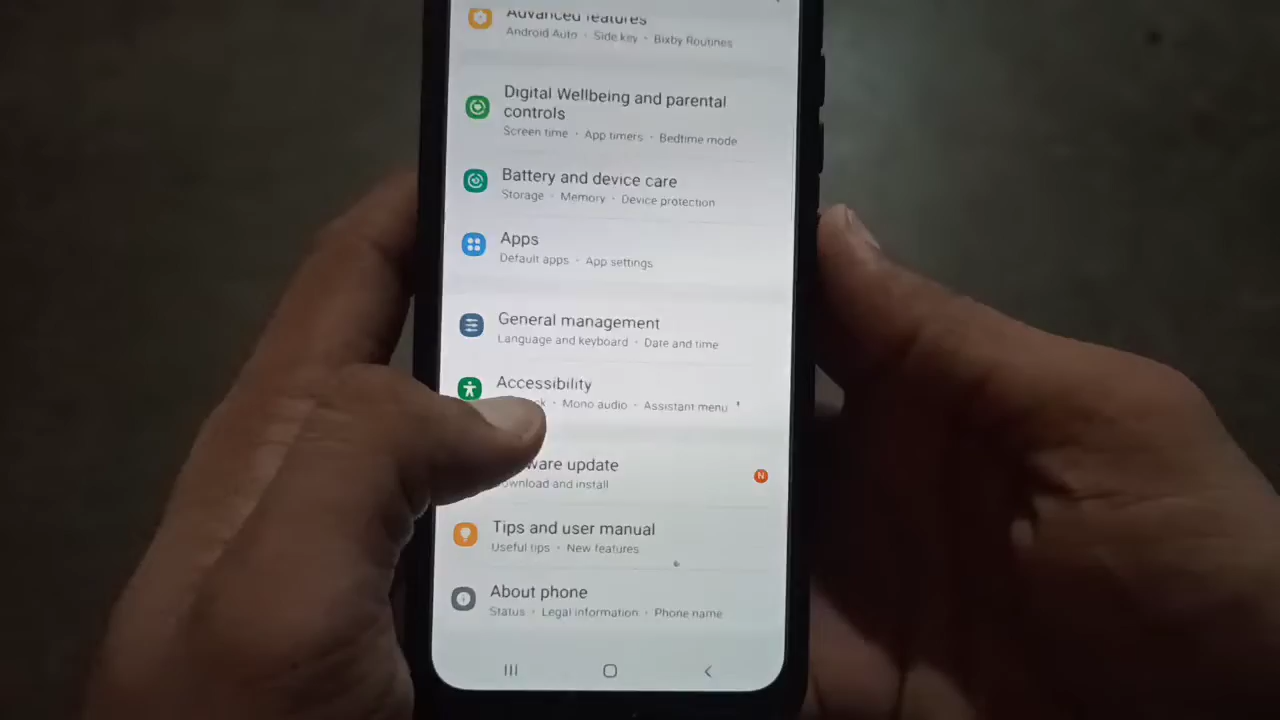 Advanced features
Android Auto • Side key • Bixby Routines
Digital Wellbeing and parental
controls
Screen time • App timers • Bedtime mode
Battery and device care
Storage • Memory • Device protection
Apps
Default apps • App settings
General management
Language and keyboard • Date and time
Accessibility
• Mono audio • Assistant menu
ware update
N
ownload and install
Tips and user manual
Useful tips • New features
About phone
Status • Legal information • Phone name